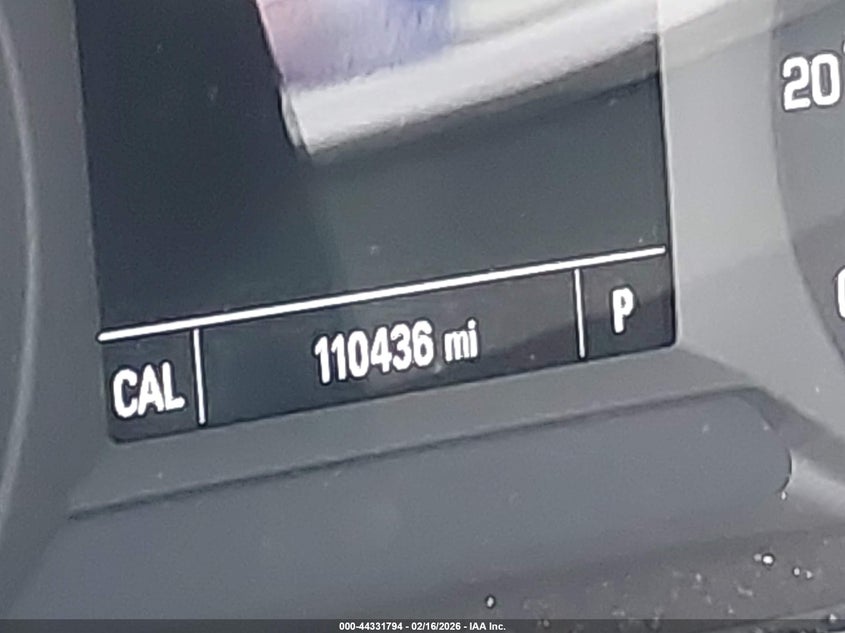 20
CAL 110436 mi P
000-44331794 - 02/16/2026 - IAA Inc.